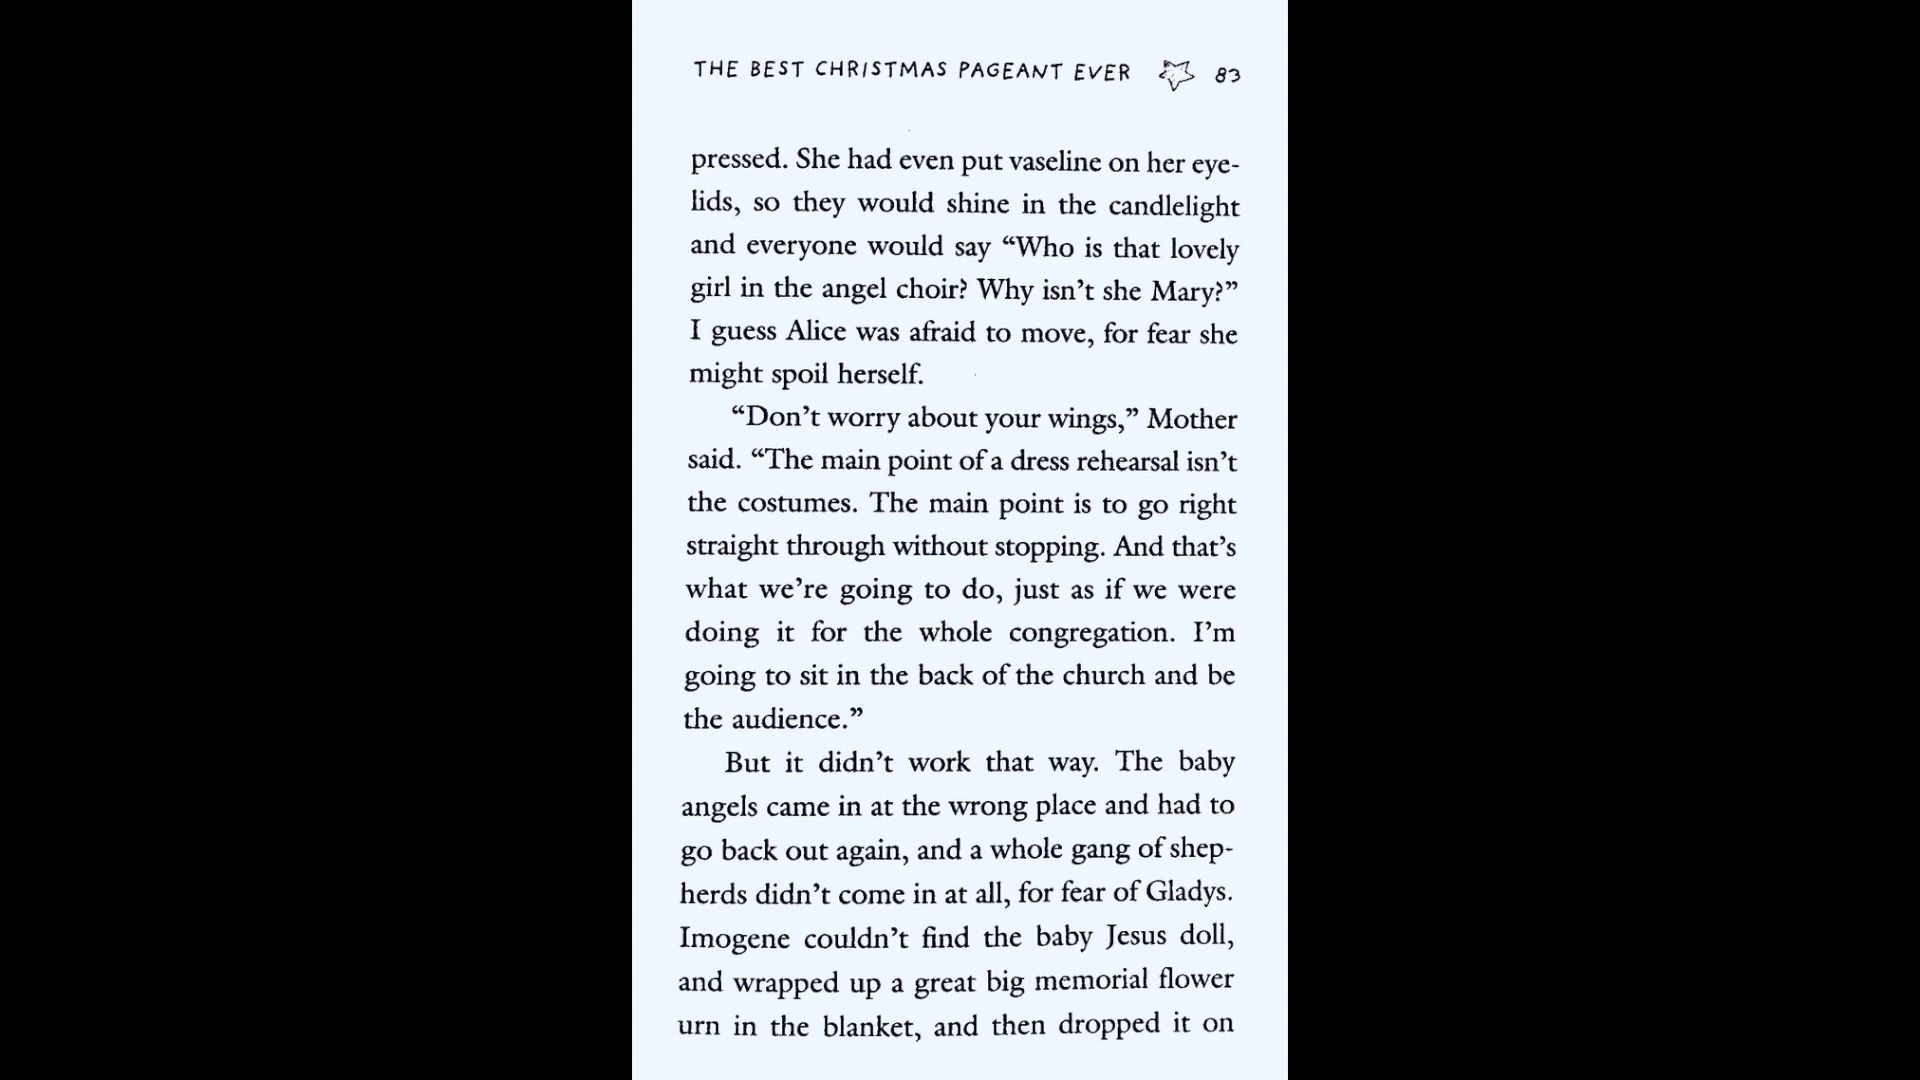 THE BEST CHRISTMAS PAGEANT EVER 83
pressed. She had even put vaseline on her eye-
lids, so they would shine in the candlelight
and everyone would say “Who is that lovely
girl in the angel choir? Why isn’t she Mary?”
I guess Alice was afraid to move, for fear she
might spoil herself.
“Don’t worry about your wings,” Mother
said. “The main point of a dress rehearsal isn’t
the costumes. The main point is to go right
straight through without stopping. And that’s
what we’re going to do, just as if we were
doing it for the whole congregation. I’m
going to sit in the back of the church and be
the audience.”
But it didn’t work that way. The baby
angels came in at the wrong place and had to
go back out again, and a whole gang of shep-
herds didn’t come in at all, for fear of Gladys.
Imogene couldn’t find the baby Jesus doll,
and wrapped up a great big memorial flower
urn in the blanket, and then dropped it on